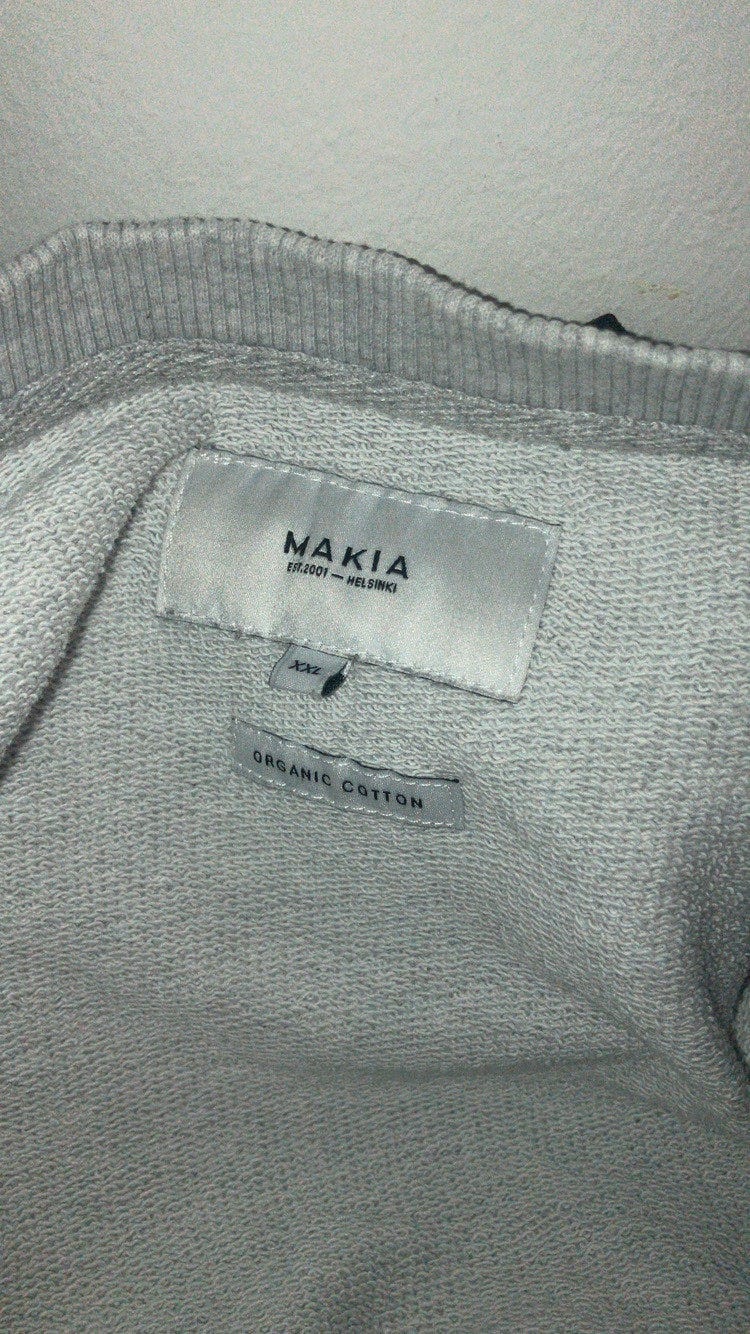 MAKIA
EST.2001 — HELSINKI
XXL
ORGANIC COTTON